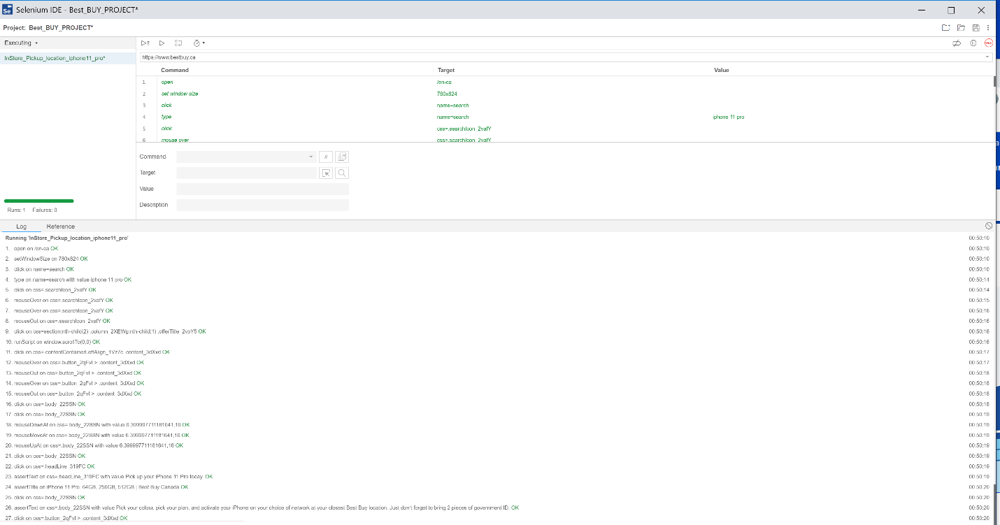 Selenium IDE - Best_BUY_PROJECT*
Project: Best_BUY_PROJECT*
Executing
InStore_Pickup_location_iphone11_pro*
REC
https://www.bestbuy.ca
Command Target Value
1 open /en-ca
2 set window size 780x824
3 click name=search
4 type name=search iphone 11 pro
5 click css=.searchIcon_2vafY
6 mouse over css=.searchIcon_2vafY
Command //
Target
Value
Description
Runs: 1 Failures: 0
Log Reference
Running 'InStore_Pickup_location_iphone11_pro' 00:50:10
1. open on /en-ca OK 00:50:10
2. setWindowSize on 780x824 OK 00:50:10
3. click on name=search OK 00:50:10
4. type on name=search with value iphone 11 pro OK 00:50:14
5. click on css=.searchIcon_2vafY OK 00:50:14
6. mouseOver on css=.searchIcon_2vafY OK 00:50:15
7. mouseOver on css=.searchIcon_2vafY OK 00:50:16
8. mouseOut on css=.searchIcon_2vafY OK 00:50:16
9. click on css=section:nth-child(2) .column_2XEWg:nth-child(1) .offerTitle_2vpY5 OK 00:50:16
10. runScript on window.scrollTo(0,0) OK 00:50:16
11. click on css=.contentContainerLeftAlign_1Vz7c .content_3dXxd OK 00:50:17
12. mouseOver on css=.button_2qFvI > .content_3dXxd OK 00:50:17
13. mouseOut on css=.button_2qFvI > .content_3dXxd OK 00:50:18
14. mouseOver on css=.button_2qFvI > .content_3dXxd OK 00:50:18
15. mouseOut on css=.button_2qFvI > .content_3dXxd OK 00:50:18
16. click on css=.body_22SSN OK 00:50:18
17. click on css=.body_22SSN OK 00:50:19
18. mouseDownAt on css=.body_22SSN with value 6.399997711181641,16 OK 00:50:19
19. mouseMoveAt on css=.body_22SSN with value 6.399997711181641,16 OK 00:50:19
20. mouseUpAt on css=.body_22SSN with value 6.399997711181641,16 OK 00:50:19
21. click on css=.body_22SSN OK 00:50:19
22. click on css=.headLine_319FC OK 00:50:19
23. assertText on css=.headLine_319FC with value Pick up your iPhone 11 Pro today. OK 00:50:19
24. assertTitle on iPhone 11 Pro: 64GB, 256GB, 512GB | Best Buy Canada OK 00:50:20
25. click on css=.body_22SSN OK 00:50:20
26. assertText on css=.body_22SSN with value Pick your colour, pick your plan, and activate your iPhone on your choice of network at your closest Best Buy location. Just don't forget to bring 2 pieces of government ID. OK 00:50:20
27. click on css=.button_2qFvI > .content_3dXxd OK 00:50:20